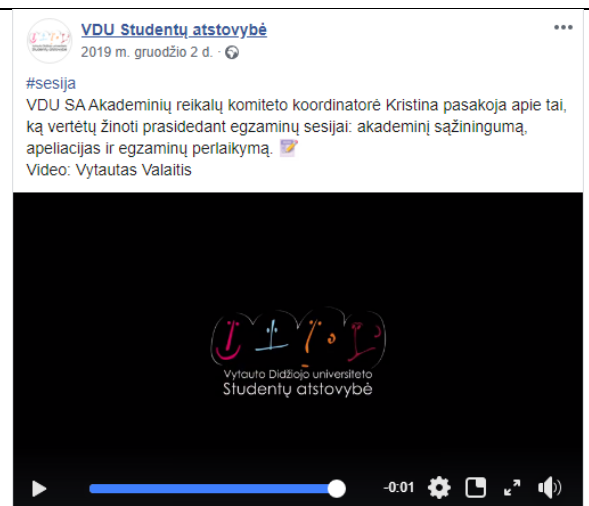 VDU Studentų atstovybė
2019 m. gruodžio 2 d. ·
#sesija
VDU SA Akademinių reikalų komiteto koordinatorė Kristina pasakoja apie tai,
ką vertėtų žinoti prasidedant egzaminų sesijai: akademinį sąžiningumą,
apeliacijas ir egzaminų perlaikymą. 📝
Video: Vytautas Valaitis
Vytauto Didžiojo universiteto
Studentų atstovybė
-0:01